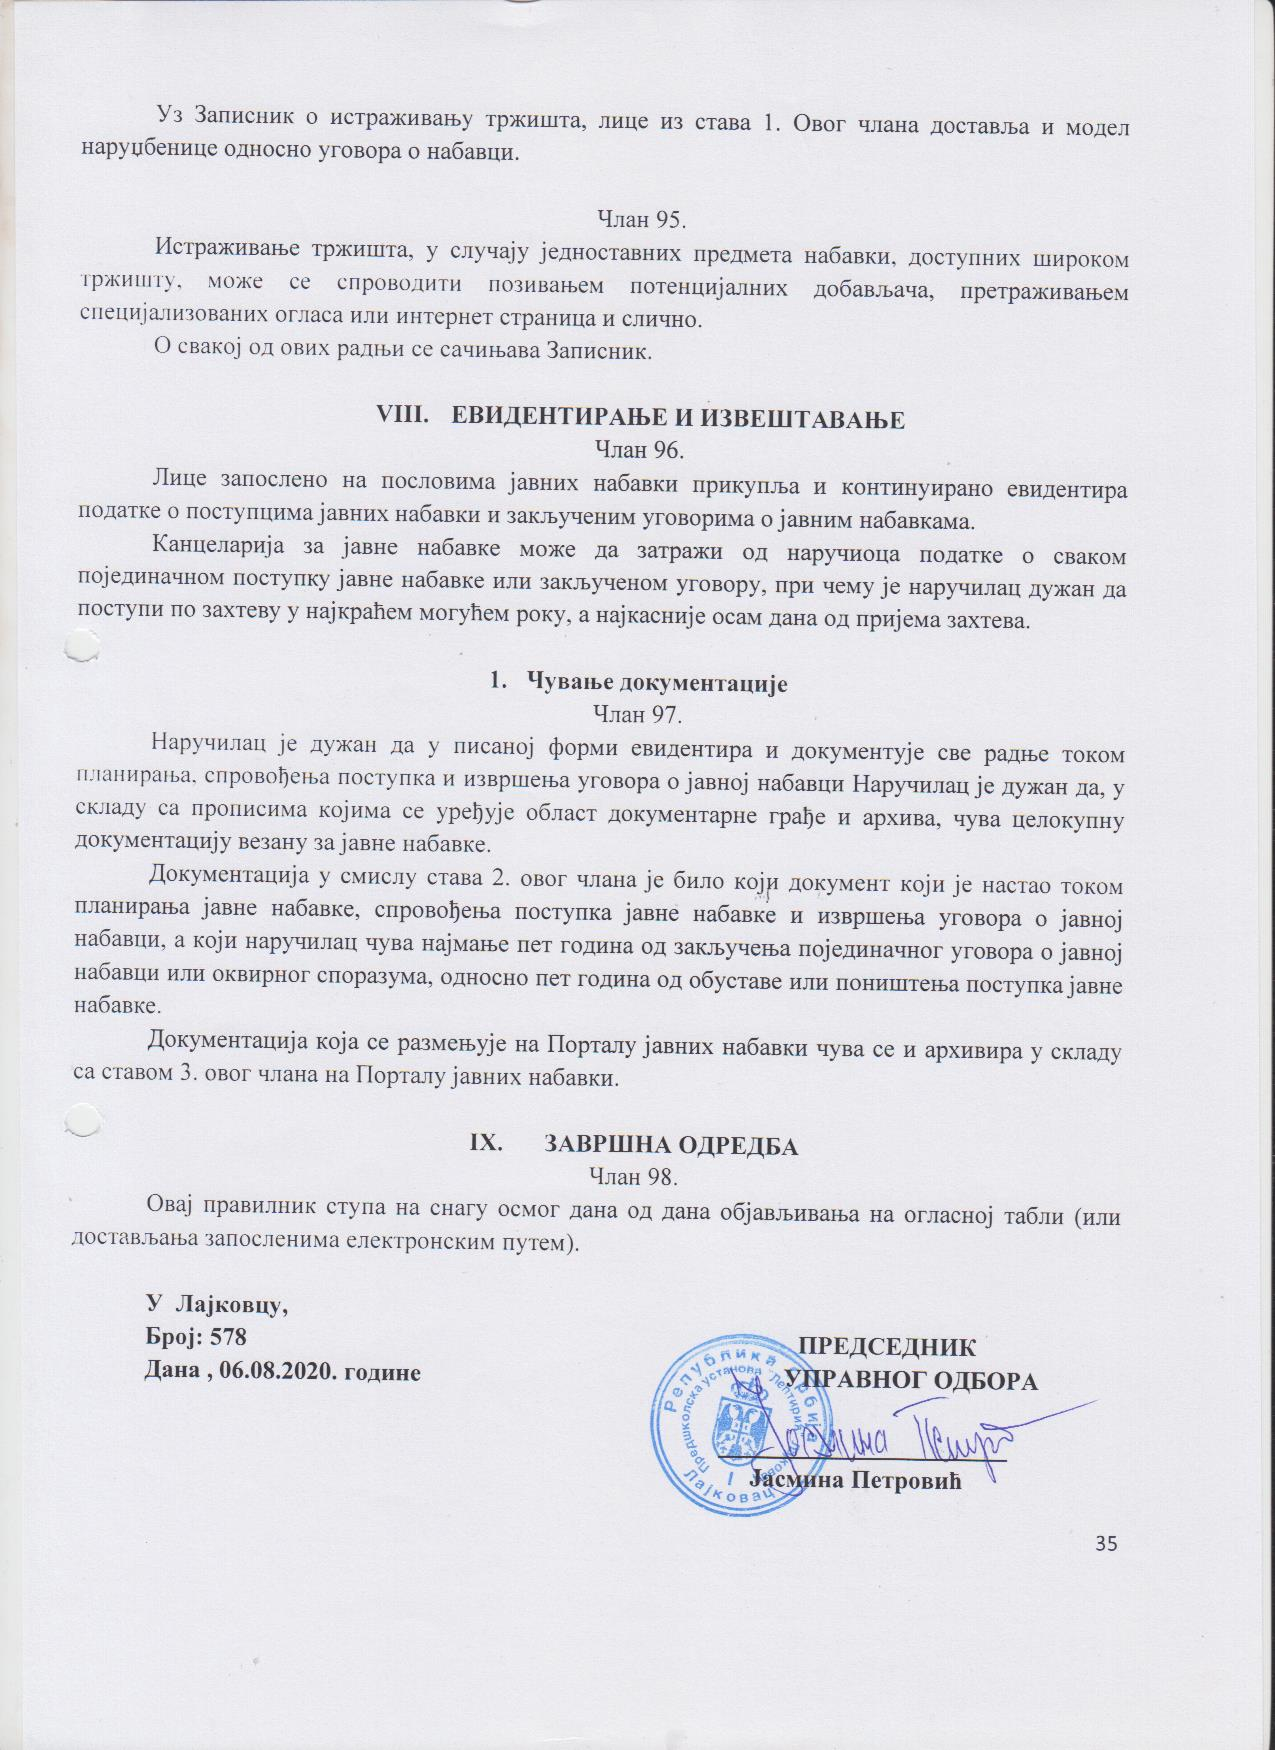 Уз Записник о истраживању тржишта, лице из става 1. Овог члана доставља и модел
наруџбенице односно уговора о набавци.
Члан 95.
Истраживање тржишта, у случају једноставних предмета набавки, доступних широком
тржишту, може се спроводити позивањем потенцијалних добављача, претраживањем
специјализованих огласа или интернет страница и слично.
О свакој од ових радњи се сачињава Записник.
VIII. ЕВИДЕНТИРАЊЕ И ИЗВЕШТАВАЊЕ
Члан 96.
Лице запослено на пословима јавних набавки прикупља и континуирано евидентира
податке о поступцима јавних набавки и закљученим уговорима о јавним набавкама.
Канцеларија за јавне набавке може да затражи од наручиоца податке о сваком
појединачном поступку јавне набавке или закљученом уговору, при чему је наручилац дужан да
поступи по захтеву у најкраћем могућем року, а најкасније осам дана од пријема захтева.
1. Чување документације
Члан 97.
Наручилац је дужан да у писаној форми евидентира и документује све радње током
планирања, спровођења поступка и извршења уговора о јавној набавци Наручилац је дужан да, у
складу са прописима којима се уређује област документарне грађе и архива, чува целокупну
документацију везану за јавне набавке.
Документација у смислу става 2. овог члана је било који документ који је настао током
планирања јавне набавке, спровођења поступка јавне набавке и извршења уговора о јавној
набавци, а који наручилац чува најмање пет година од закључења појединачног уговора о јавној
набавци или оквирног споразума, односно пет година од обуставе или поништења поступка јавне
набавке.
Документација која се размењује на Порталу јавних набавки чува се и архивира у складу
са ставом 3. овог члана на Порталу јавних набавки.
IX. ЗАВРШНА ОДРЕДБА
Члан 98.
Овај правилник ступа на снагу осмог дана од дана објављивања на огласној табли (или
достављања запосленима електронским путем).
У Лајковцу,
Број: 578
Дана , 06.08.2020. године
ПРЕДСЕДНИК
УПРАВНОГ ОДБОРА
Република Србија
Предшколска установа "Лептирић" Лајковац
I
Лајковац
Јасмина Петровић
Јасмина Петровић
35